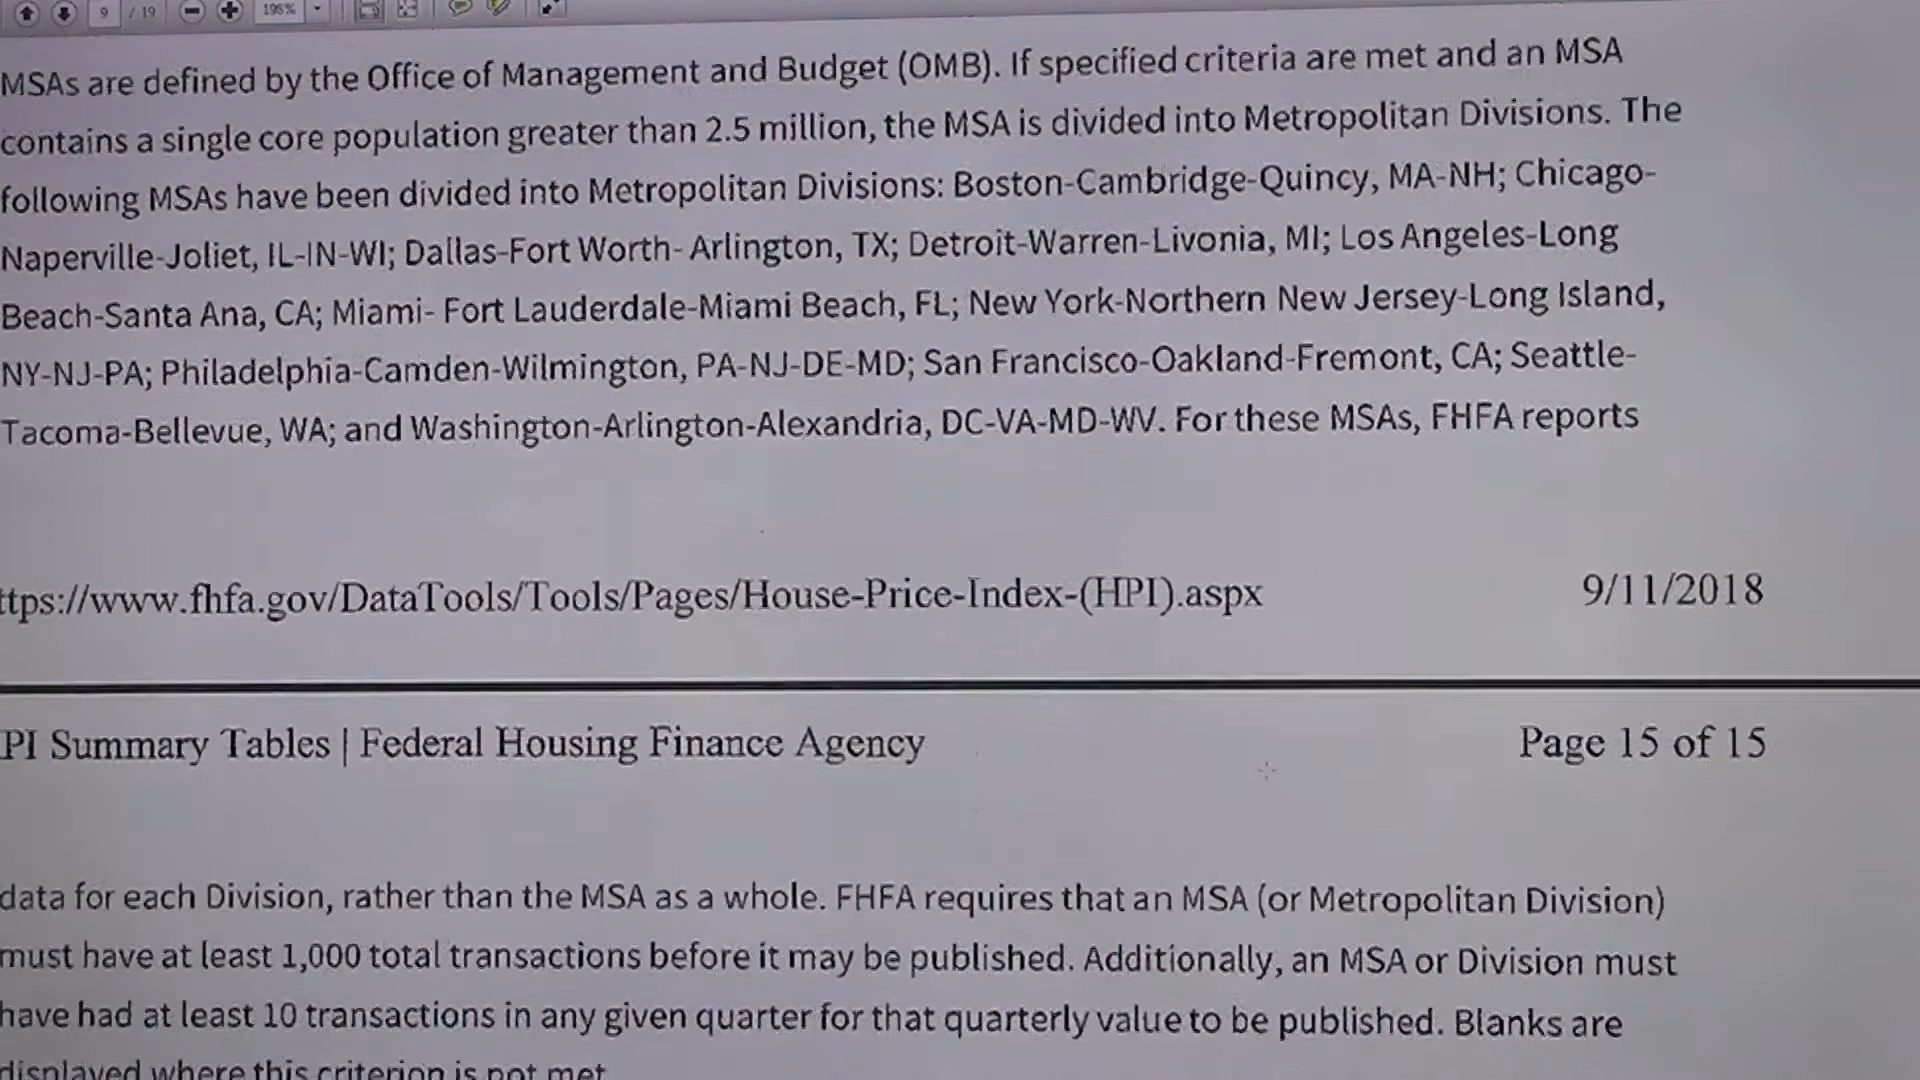 9 / 19 196%
MSAs are defined by the Office of Management and Budget (OMB). If specified criteria are met and an MSA
contains a single core population greater than 2.5 million, the MSA is divided into Metropolitan Divisions. The
following MSAs have been divided into Metropolitan Divisions: Boston-Cambridge-Quincy, MA-NH; Chicago-
Naperville-Joliet, IL-IN-WI; Dallas-Fort Worth- Arlington, TX; Detroit-Warren-Livonia, MI; Los Angeles-Long
Beach-Santa Ana, CA; Miami- Fort Lauderdale-Miami Beach, FL; New York-Northern New Jersey-Long Island,
NY-NJ-PA; Philadelphia-Camden-Wilmington, PA-NJ-DE-MD; San Francisco-Oakland-Fremont, CA; Seattle-
Tacoma-Bellevue, WA; and Washington-Arlington-Alexandria, DC-VA-MD-WV. For these MSAs, FHFA reports
ttps://www.fhfa.gov/DataTools/Tools/Pages/House-Price-Index-(HPI).aspx 9/11/2018
PI Summary Tables | Federal Housing Finance Agency Page 15 of 15
data for each Division, rather than the MSA as a whole. FHFA requires that an MSA (or Metropolitan Division)
must have at least 1,000 total transactions before it may be published. Additionally, an MSA or Division must
have had at least 10 transactions in any given quarter for that quarterly value to be published. Blanks are
displayed where this criterion is not met